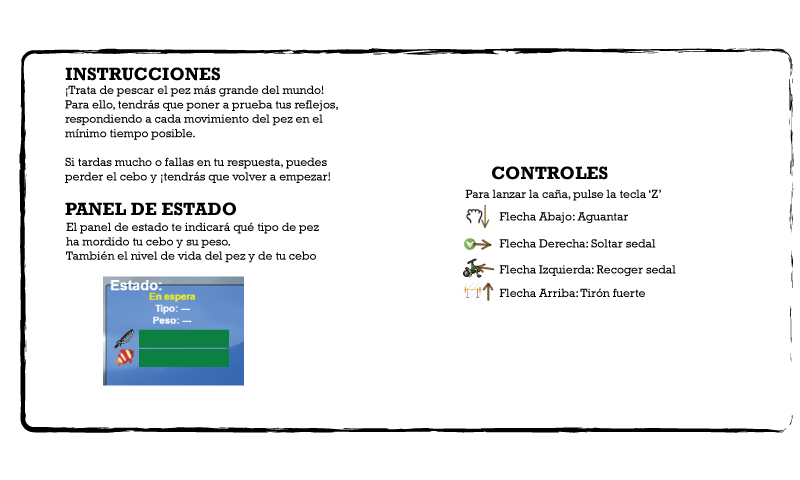 INSTRUCCIONES
¡Trata de pescar el pez más grande del mundo!
Para ello, tendrás que poner a prueba tus reflejos,
respondiendo a cada movimiento del pez en el
mínimo tiempo posible.
Si tardas mucho o fallas en tu respuesta, puedes
perder el cebo y ¡tendrás que volver a empezar!
PANEL DE ESTADO
El panel de estado te indicará qué tipo de pez
ha mordido tu cebo y su peso.
También el nivel de vida del pez y de tu cebo
Estado:
En espera
Tipo: ---
Peso: ---
CONTROLES
Para lanzar la caña, pulse la tecla ‘Z’
Flecha Abajo: Aguantar
Flecha Derecha: Soltar sedal
Flecha Izquierda: Recoger sedal
Flecha Arriba: Tirón fuerte